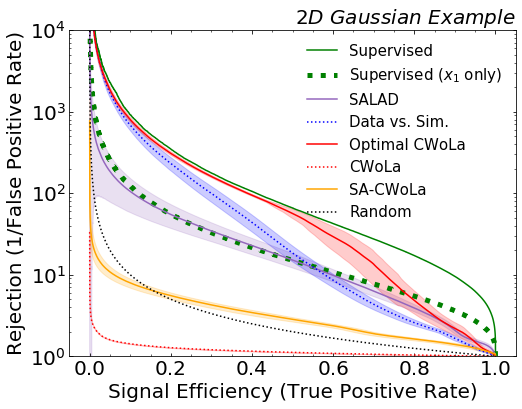 2D Gaussian Example
Rejection (1/False Positive Rate)
10^4
10^3
10^2
10^1
10^0
Supervised
Supervised (x_1 only)
SALAD
Data vs. Sim.
Optimal CWoLa
CWoLa
SA-CWoLa
Random
0.0 0.2 0.4 0.6 0.8 1.0
Signal Efficiency (True Positive Rate)